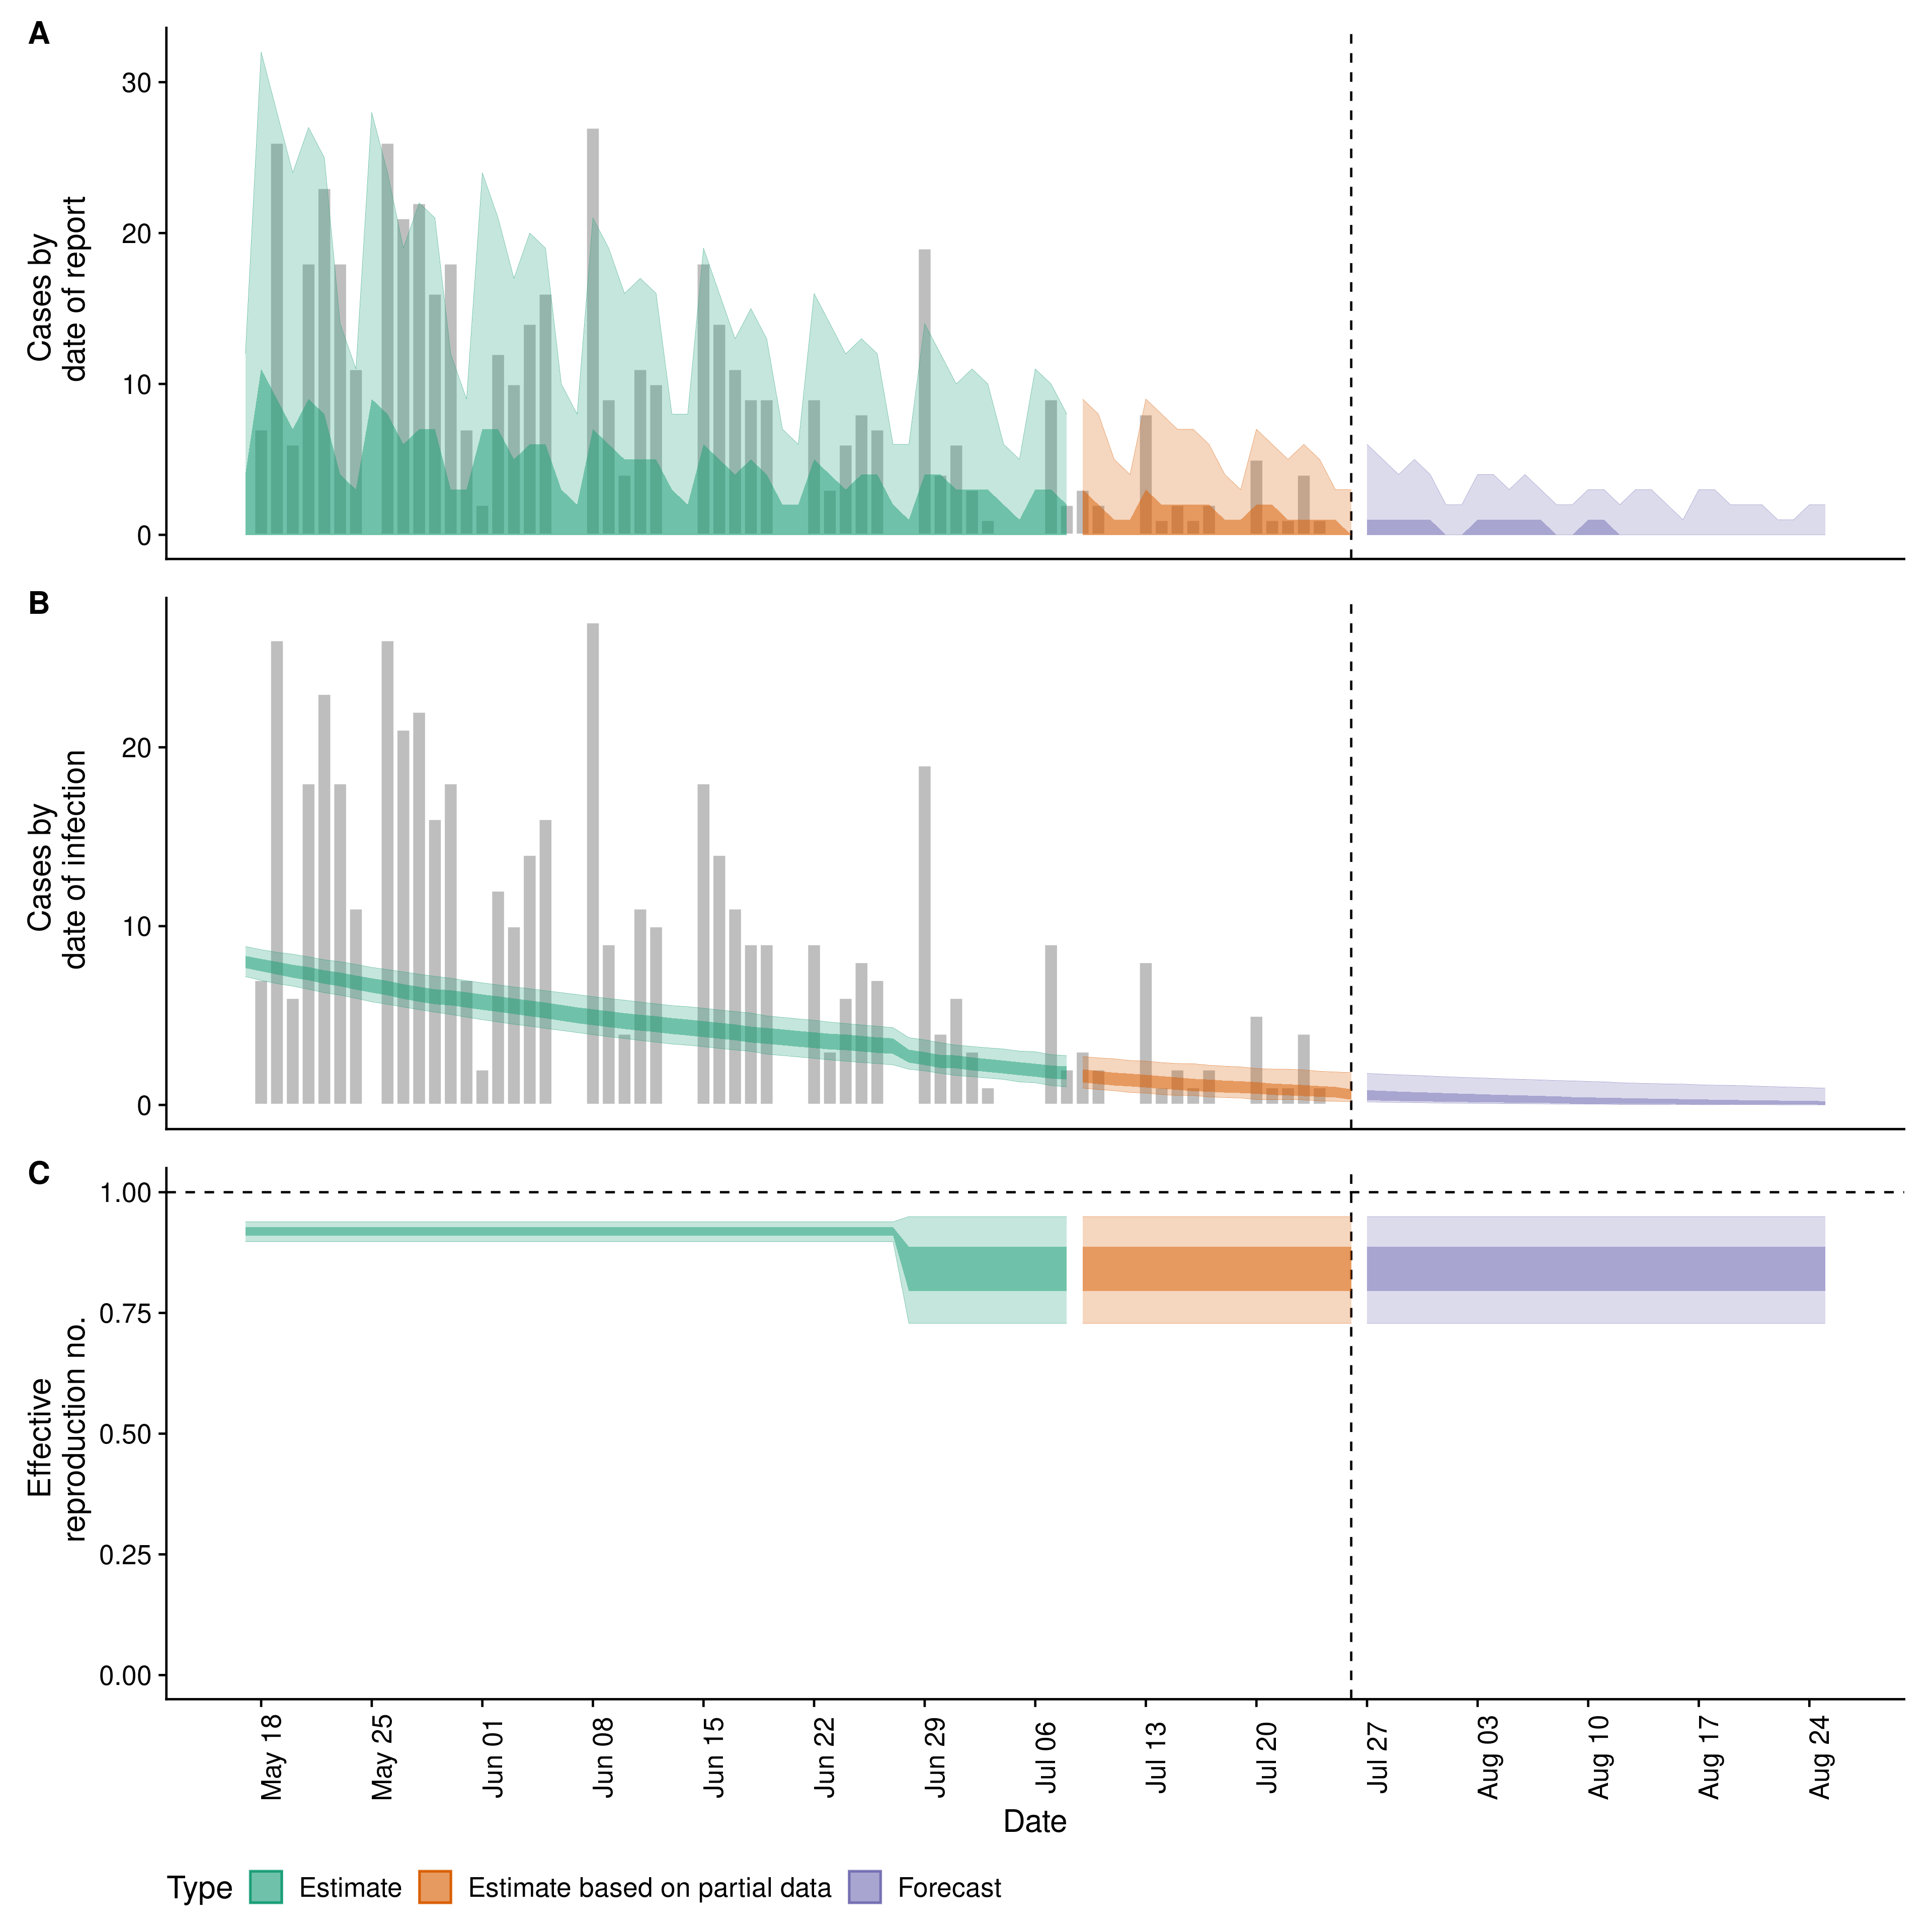 A
30
20
10
0
Cases by
date of report
B
20
10
0
Cases by
date of infection
C
1.00
0.75
0.50
0.25
0.00
Effective
reproduction no.
May 18
May 25
Jun 01
Jun 08
Jun 15
Jun 22
Jun 29
Jul 06
Jul 13
Jul 20
Jul 27
Aug 03
Aug 10
Aug 17
Aug 24
Date
Type Estimate Estimate based on partial data Forecast